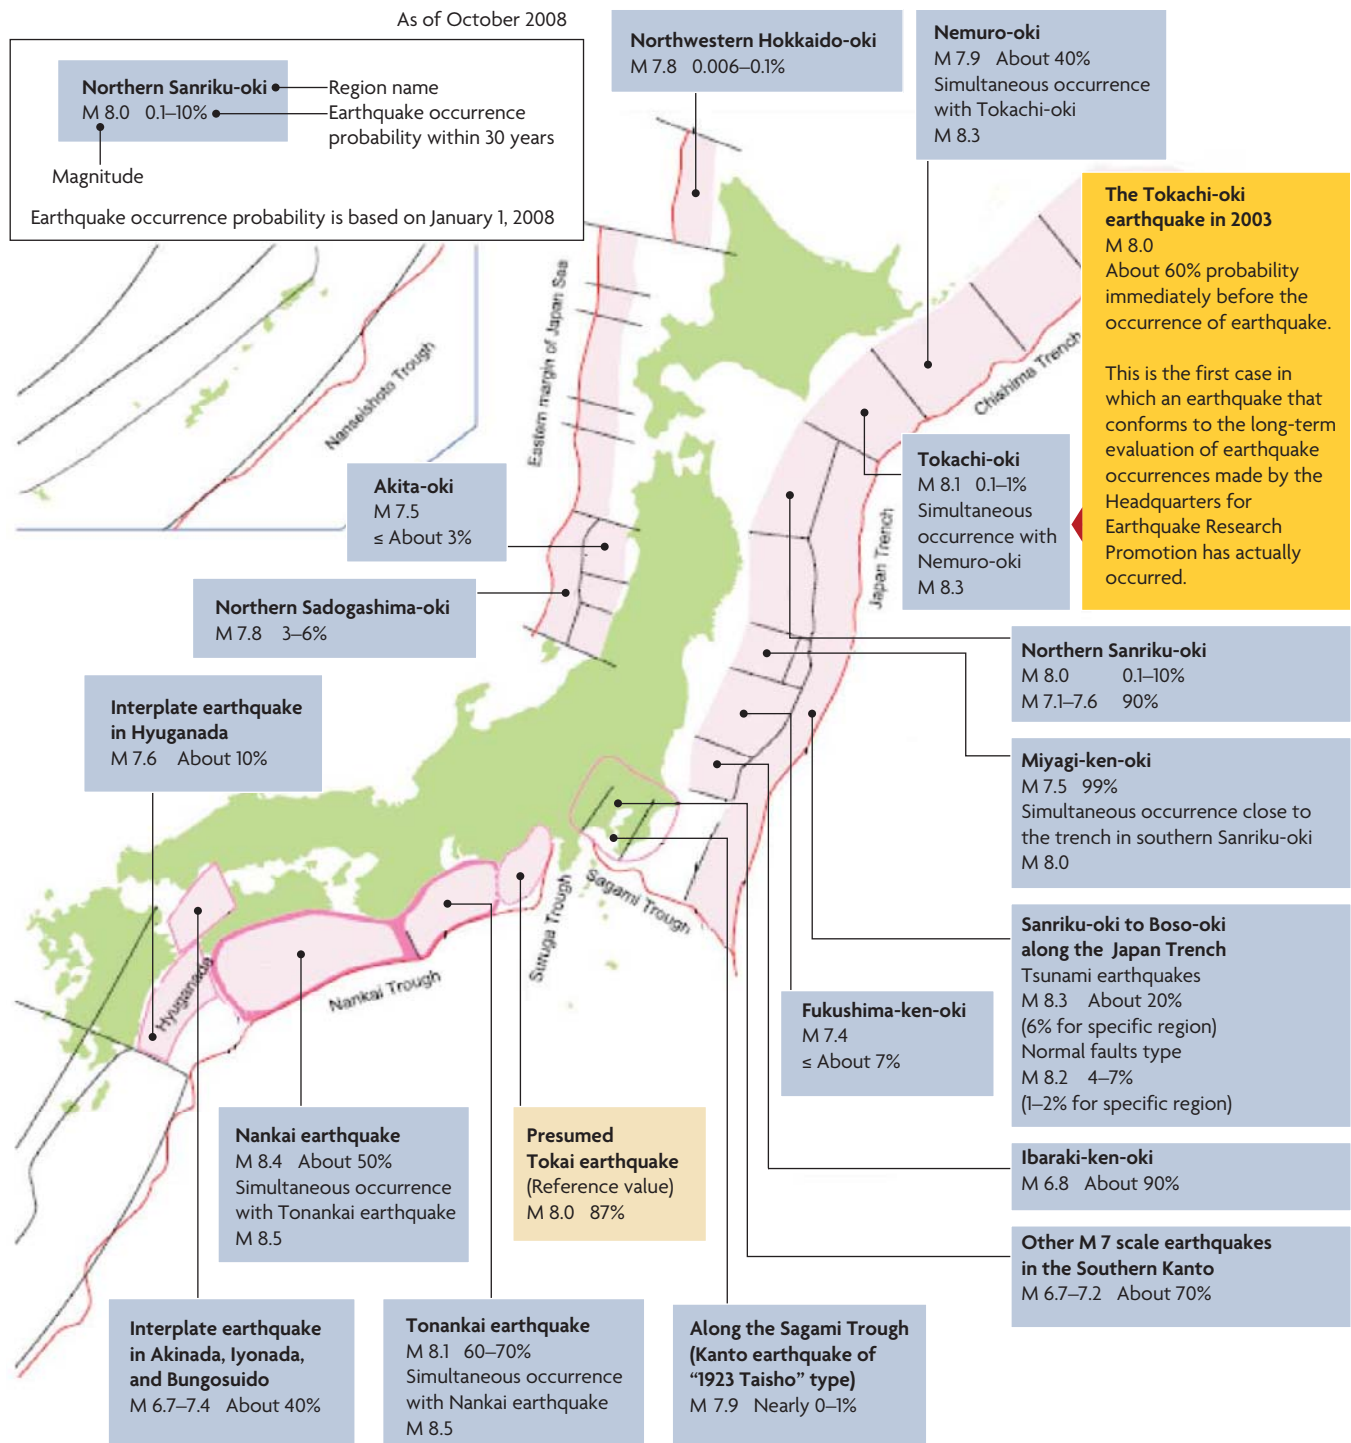 As of October 2008
Northern Sanriku-oki
M 8.0 0.1–10%
Region name
Earthquake occurrence
probability within 30 years
Magnitude
Earthquake occurrence probability is based on January 1, 2008
Northwestern Hokkaido-oki
M 7.8 0.006–0.1%
Nemuro-oki
M 7.9 About 40%
Simultaneous occurrence
with Tokachi-oki
M 8.3
The Tokachi-oki
earthquake in 2003
M 8.0
About 60% probability
immediately before the
occurrence of earthquake.
This is the first case in
which an earthquake that
conforms to the long-term
evaluation of earthquake
occurrences made by the
Headquarters for
Earthquake Research
Promotion has actually
occurred.
Nanseishoto Trough
Eastern margin of Japan Saa
Chishima Trench
Japan Trench
Tokachi-oki
M 8.1 0.1–1%
Simultaneous
occurrence with
Nemuro-oki
M 8.3
Akita-oki
M 7.5
≤ About 3%
Northern Sadogashima-oki
M 7.8 3–6%
Northern Sanriku-oki
M 8.0 0.1–10%
M 7.1–7.6 90%
Interplate earthquake
in Hyuganada
M 7.6 About 10%
Miyagi-ken-oki
M 7.5 99%
Simultaneous occurrence close to
the trench in southern Sanriku-oki
M 8.0
Sagami Trough
Suruga Trough
Nankai Trough
Hyuganada
Sanriku-oki to Boso-oki
along the Japan Trench
Tsunami earthquakes
M 8.3 About 20%
(6% for specific region)
Normal faults type
M 8.2 4–7%
(1–2% for specific region)
Fukushima-ken-oki
M 7.4
≤ About 7%
Nankai earthquake
M 8.4 About 50%
Simultaneous occurrence
with Tonankai earthquake
M 8.5
Presumed
Tokai earthquake
(Reference value)
M 8.0 87%
Ibaraki-ken-oki
M 6.8 About 90%
Other M 7 scale earthquakes
in the Southern Kanto
M 6.7–7.2 About 70%
Interplate earthquake
in Akinada, Iyonada,
and Bungosuido
M 6.7–7.4 About 40%
Tonankai earthquake
M 8.1 60–70%
Simultaneous occurrence
with Nankai earthquake
M 8.5
Along the Sagami Trough
(Kanto earthquake of
“1923 Taisho” type)
M 7.9 Nearly 0–1%